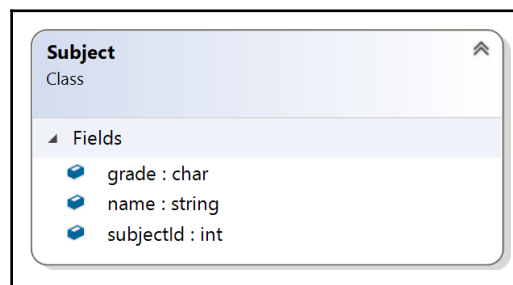 Subject
Class
Fields
grade : char
name : string
subjectId : int